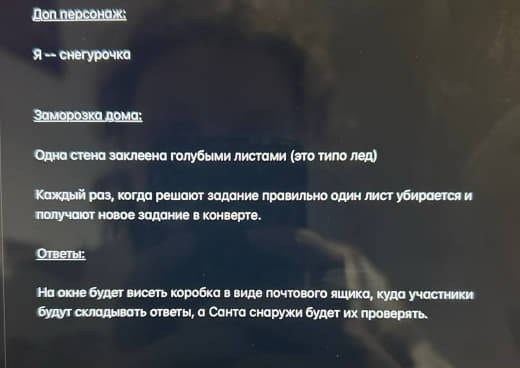 Доп персонаж:
Я -- снегурочка
Заморозка дома:
Одна стена заклеена голубыми листами (это типо лед)
Каждый раз, когда решают задание правильно один лист убирается и
получают новое задание в конверте.
Ответы:
На окне будет висеть коробка в виде почтового ящика, куда участники
будут складывать ответы, а Санта снаружи будет их проверять.